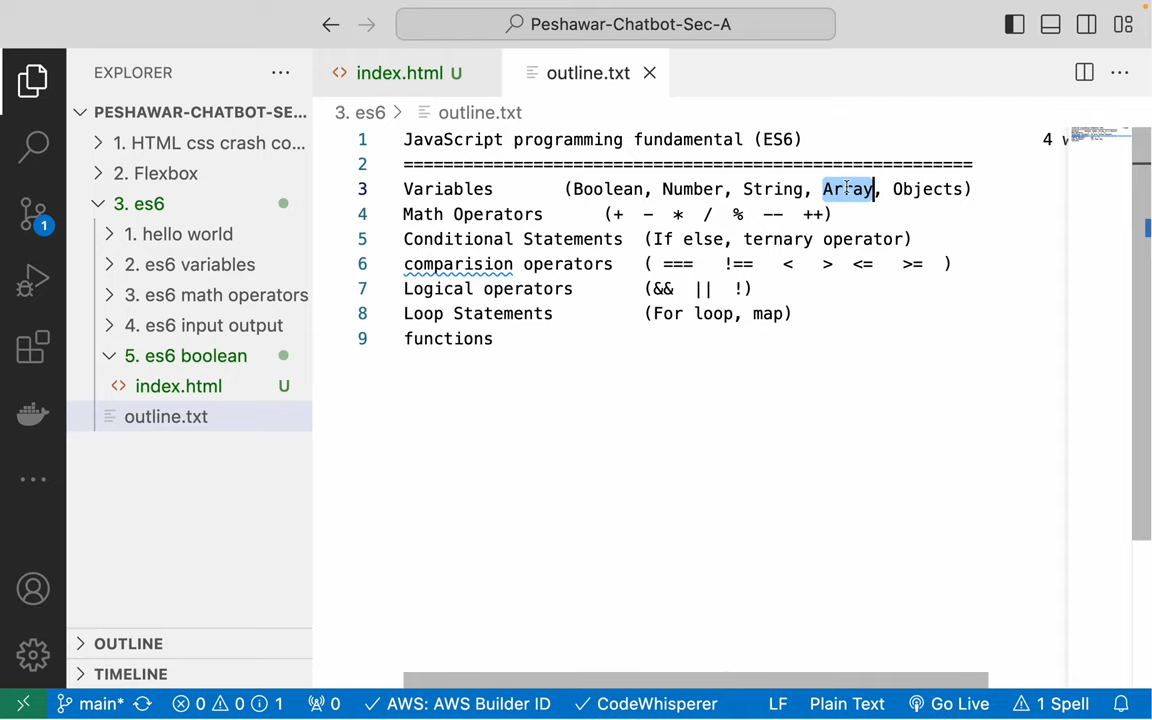 Peshawar-Chatbot-Sec-A
EXPLORER
index.html U
outline.txt
PESHAWAR-CHATBOT-SE...
1. HTML css crash co...
2. Flexbox
3. es6
1. hello world
2. es6 variables
3. es6 math operators
4. es6 input output
5. es6 boolean
index.html U
outline.txt
OUTLINE
TIMELINE
1
3. es6 > outline.txt
1 JavaScript programming fundamental (ES6) 4
2 =========================================================
3 Variables (Boolean, Number, String, Array, Objects)
4 Math Operators (+ - * / % -- ++)
5 Conditional Statements (If else, ternary operator)
6 comparision operators ( === !== < > <= >= )
7 Logical operators (&& || !)
8 Loop Statements (For loop, map)
9 functions
main* 0 0 1 0 AWS: AWS Builder ID CodeWhisperer LF Plain Text Go Live 1 Spell